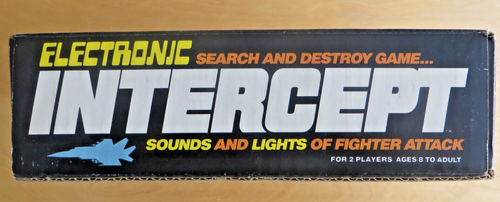 ELECTRONIC SEARCH AND DESTROY GAME...
INTERCEPT
SOUNDS AND LIGHTS OF FIGHTER ATTACK
FOR 2 PLAYERS AGES 8 TO ADULT